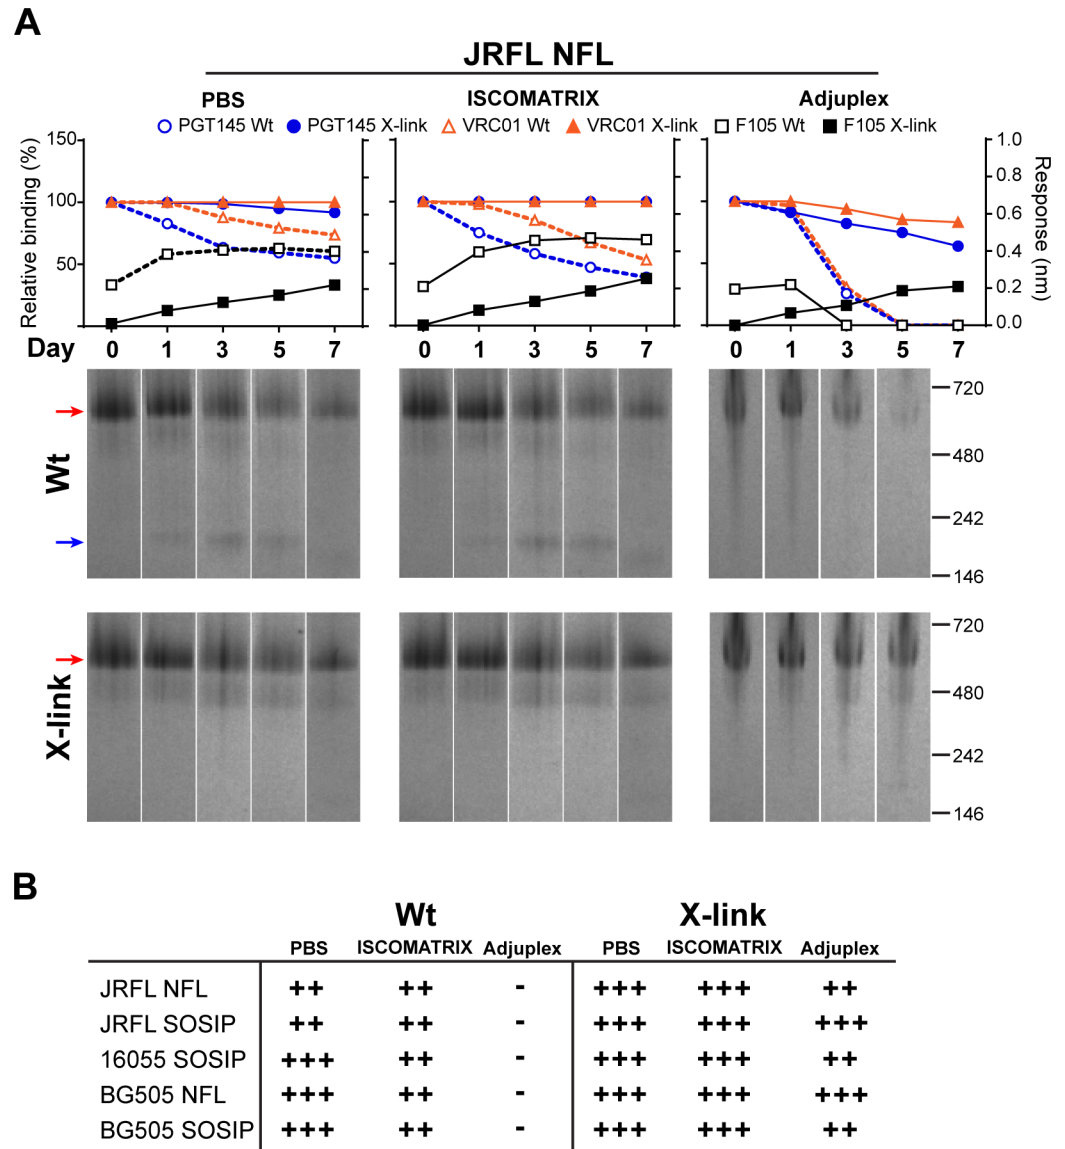 A
JRFL NFL
PBS ISCOMATRIX Adjuplex
PGT145 Wt PGT145 X-link VRC01 Wt VRC01 X-link F105 Wt F105 X-link
Relative binding (%)
150
100
50
1.0
0.8
0.6
0.4
0.2
0.0
Response (nm)
Day 0 1 3 5 7 0 1 3 5 7 0 1 3 5 7
Wt
720
480
242
146
X-link
720
480
242
146
B
Wt X-link
PBS ISCOMATRIX Adjuplex PBS ISCOMATRIX Adjuplex
JRFL NFL ++ ++ - +++ +++ ++
JRFL SOSIP ++ ++ - +++ +++ +++
16055 SOSIP +++ ++ - +++ +++ ++
BG505 NFL +++ ++ - +++ +++ +++
BG505 SOSIP +++ ++ - +++ +++ ++